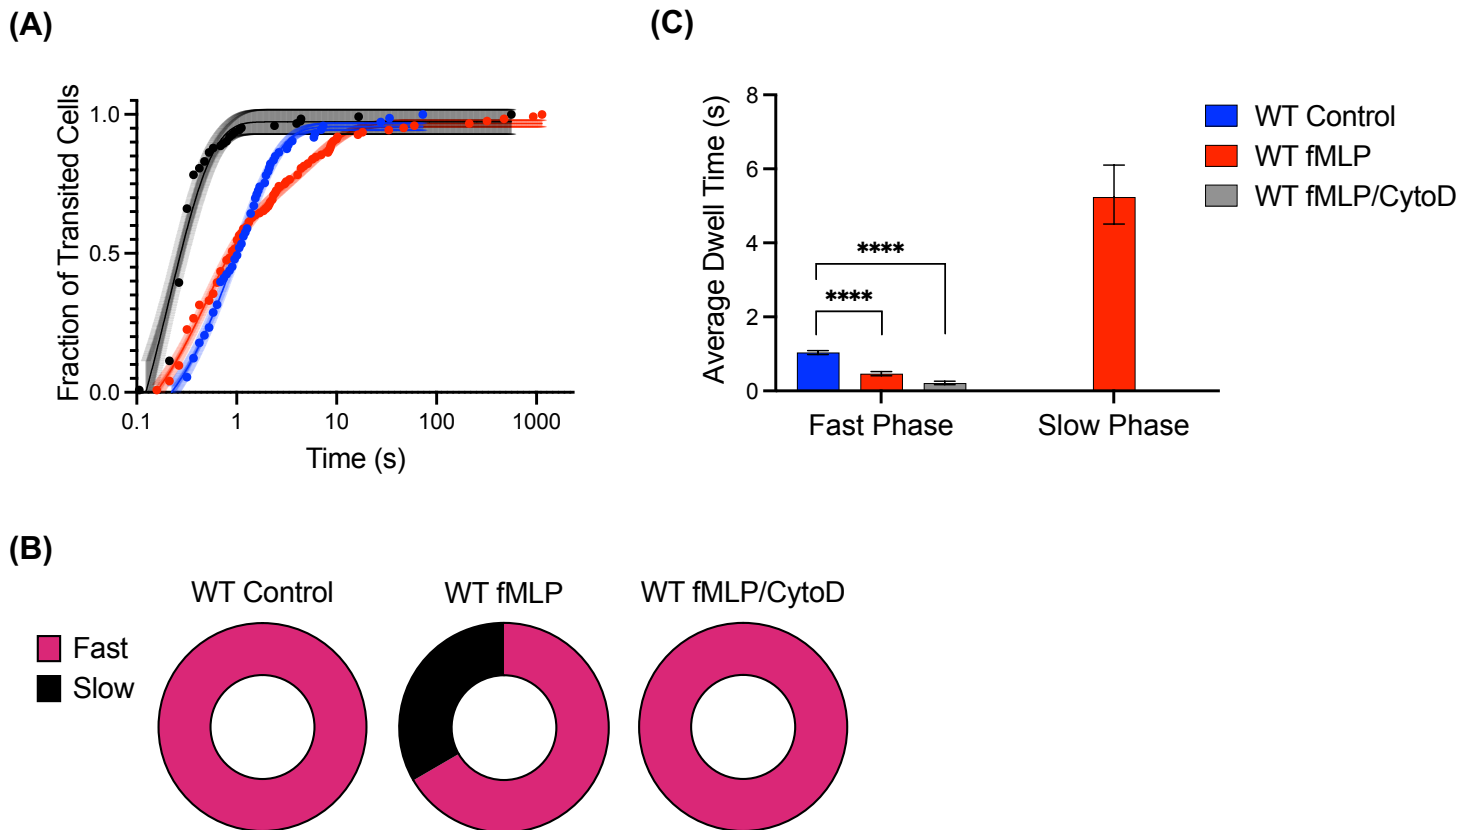 (A)
Fraction of Transited Cells
1.0
0.5
0.0
0.1 1 10 100 1000
Time (s)
(C)
Average Dwell Time (s)
8
6
4
2
0
****
****
Fast Phase Slow Phase
WT Control
WT fMLP
WT fMLP/CytoD
(B)
WT Control WT fMLP WT fMLP/CytoD
Fast
Slow